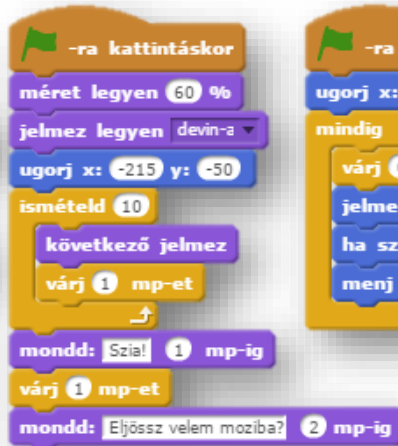 -ra kattintáskor
méret legyen 60 %
jelmez legyen devin-a
ugorj x: -215 y: -50
ismételd 10
következő jelmez
várj 1 mp-et
mondd: Szia! 1 mp-ig
várj 1 mp-et
mondd: Eljössz velem moziba? 2 mp-ig
-ra
ugorj x:
mindig
várj
ha
menj